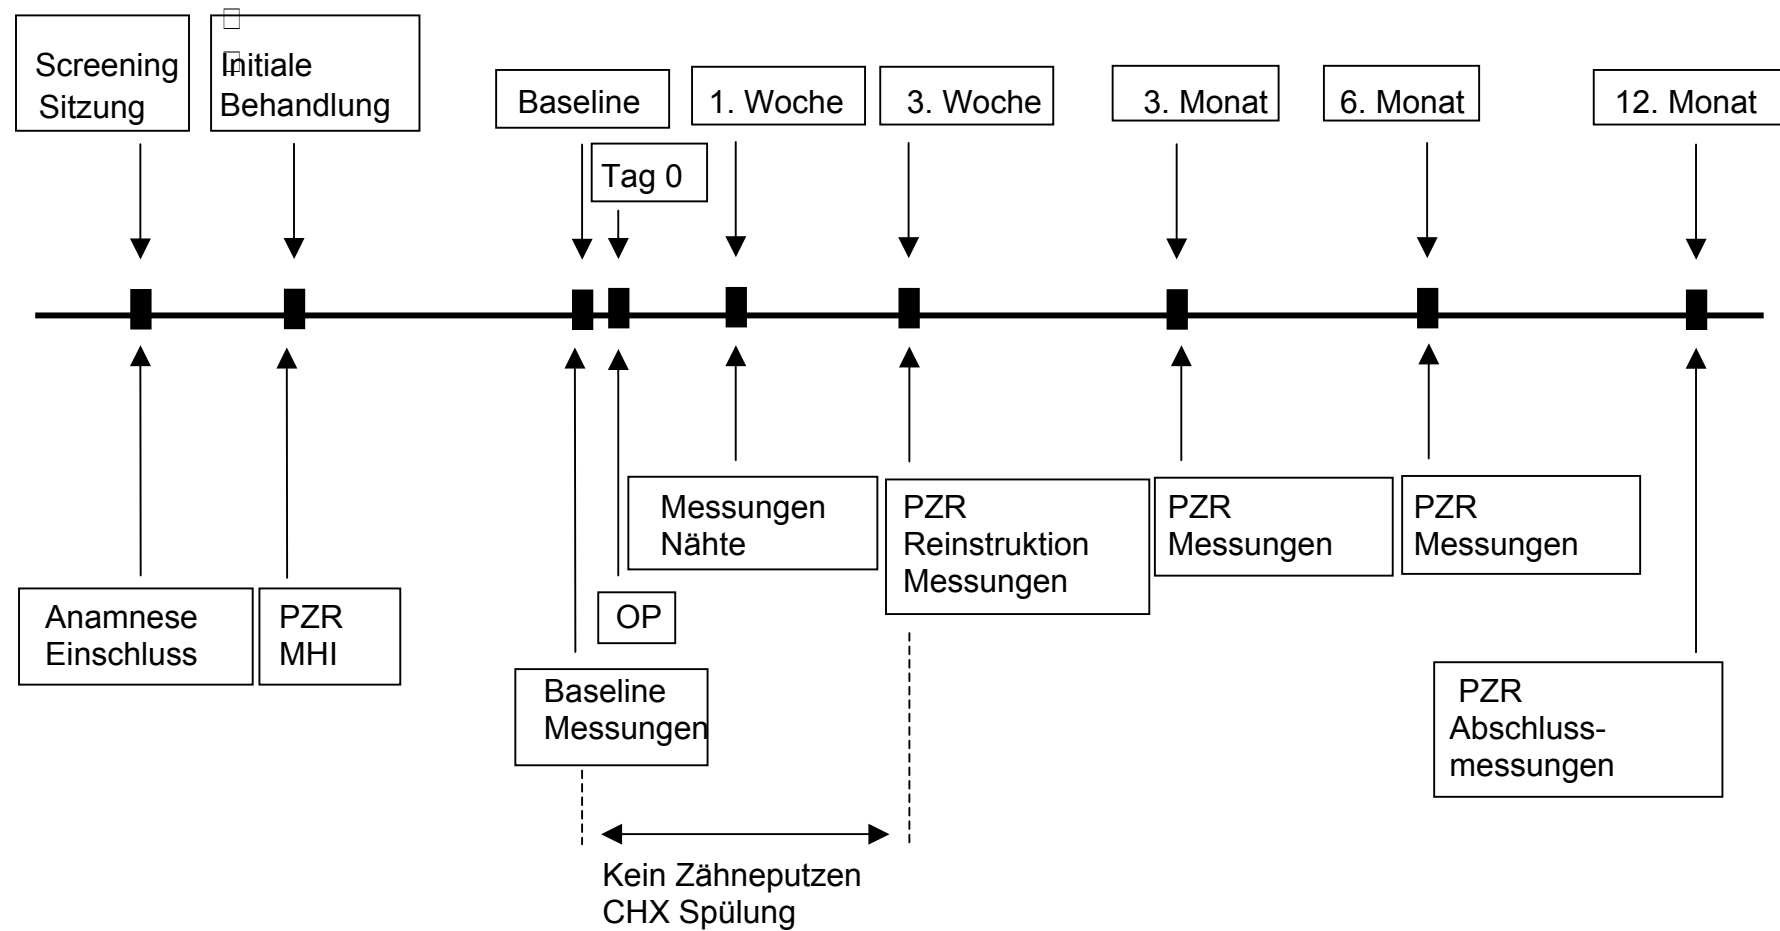 Screening
Sitzung
Initiale
Behandlung
Baseline
1. Woche
3. Woche
3. Monat
6. Monat
12. Monat
Tag 0
Messungen
Nähte
PZR
Reinstruktion
Messungen
PZR
Messungen
PZR
Messungen
Anamnese
Einschluss
PZR
MHI
OP
Baseline
Messungen
PZR
Abschluss-
messungen
Kein Zähneputzen
CHX Spülung